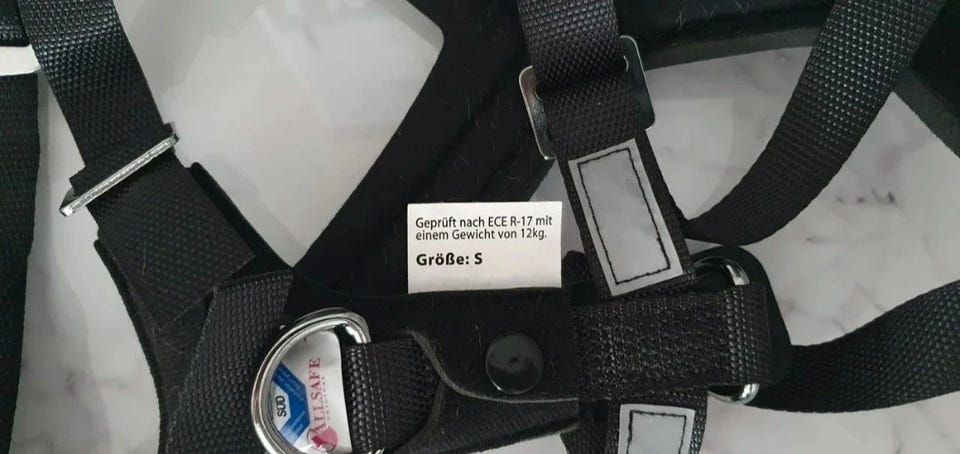 Geprüft nach ECE R-17 mit
einem Gewicht von 12kg.
Größe: S
SÜD
ALLSAFE